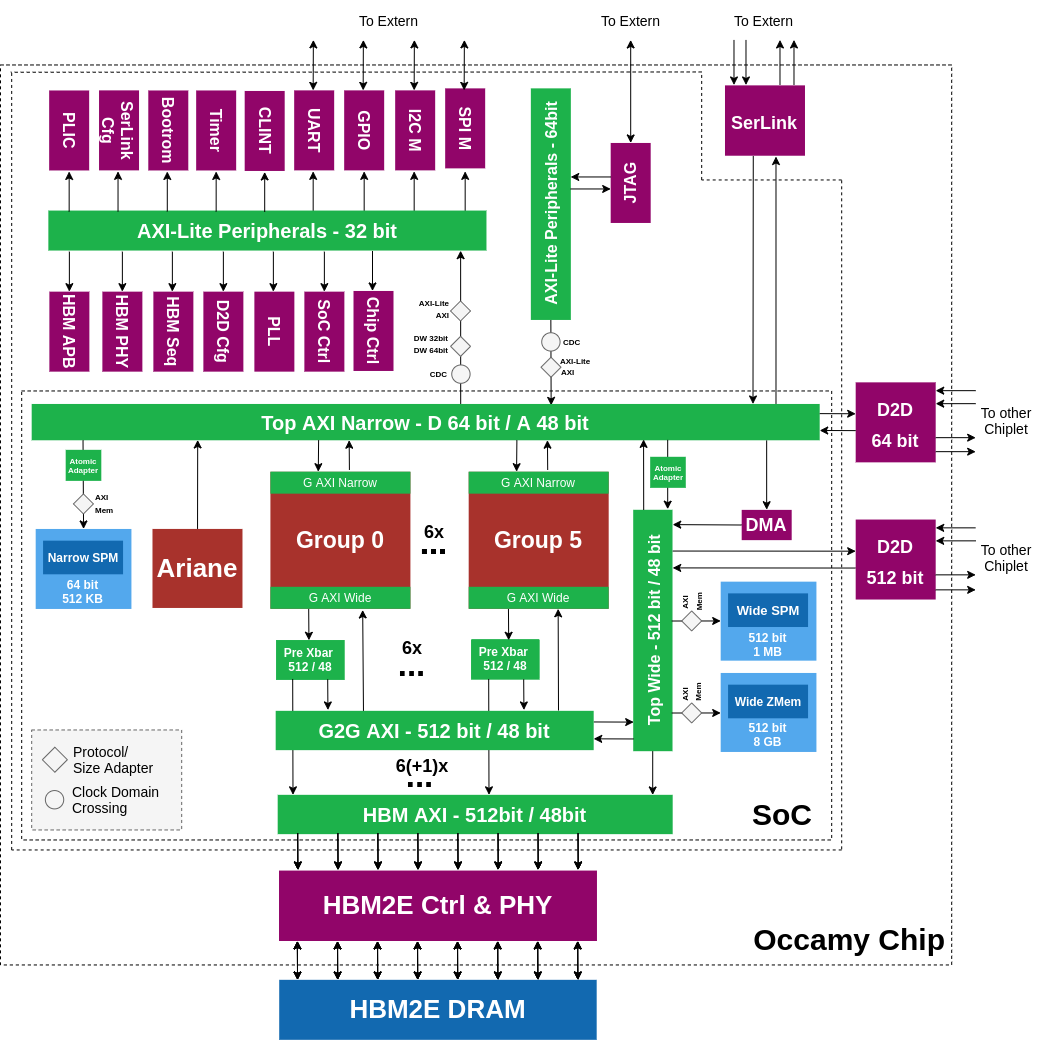 To Extern
To Extern
To Extern
PLIC
SerLink
Cfg
Bootrom
Timer
CLINT
UART
GPIO
I2C M
SPI M
AXI-Lite Peripherals - 64bit
JTAG
SerLink
AXI-Lite Peripherals - 32 bit
HBM APB
HBM PHY
HBM Seq
D2D Cfg
PLL
SoC Ctrl
Chip Ctrl
AXI-Lite
AXI
DW 32bit
DW 64bit
CDC
CDC
AXI-Lite
AXI
Top AXI Narrow - D 64 bit / A 48 bit
D2D
64 bit
To other
Chiplet
Atomic
Adapter
AXI
Mem
Narrow SPM
64 bit
512 KB
Ariane
G AXI Narrow
Group 0
G AXI Wide
6x
...
G AXI Narrow
Group 5
G AXI Wide
Atomic
Adapter
DMA
D2D
512 bit
To other
Chiplet
Top Wide - 512 bit / 48 bit
AXI
Mem
Wide SPM
512 bit
1 MB
AXI
Mem
Wide ZMem
512 bit
8 GB
Pre Xbar
512 / 48
6x
...
Pre Xbar
512 / 48
G2G AXI - 512 bit / 48 bit
6(+1)x
...
HBM AXI - 512bit / 48bit
Protocol/
Size Adapter
Clock Domain
Crossing
SoC
HBM2E Ctrl & PHY
Occamy Chip
HBM2E DRAM